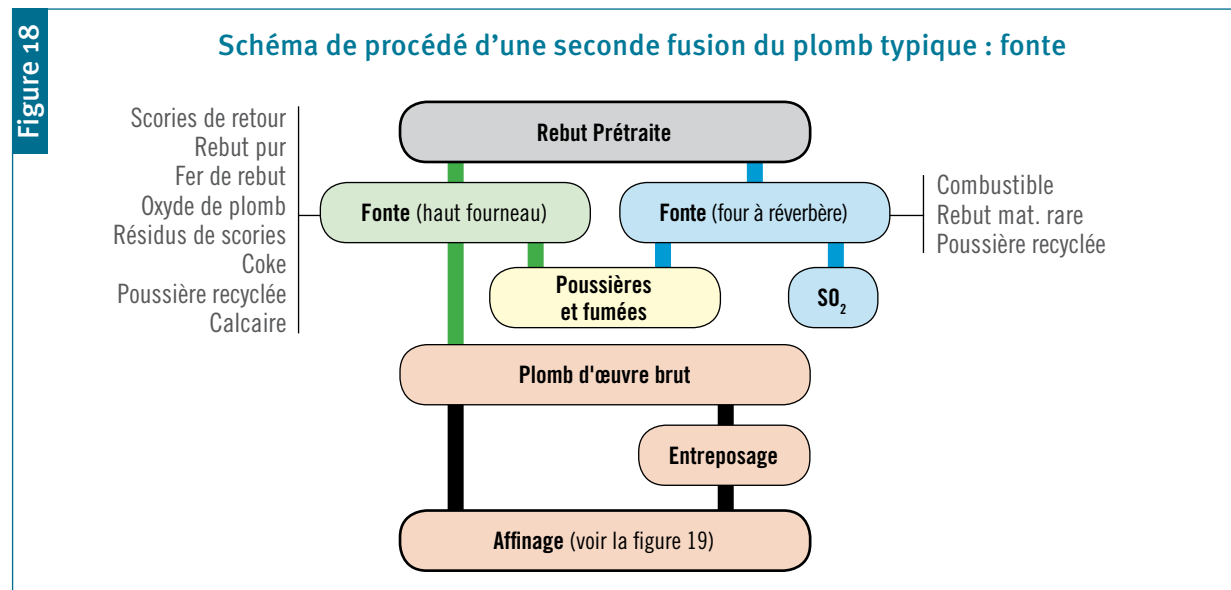 Figure 18
Schéma de procédé d’une seconde fusion du plomb typique : fonte
Scories de retour
Rebut pur
Fer de rebut
Oxyde de plomb
Résidus de scories
Coke
Poussière recyclée
Calcaire
Rebut Prétraite
Fonte (haut fourneau)
Fonte (four à réverbère)
Combustible
Rebut mat. rare
Poussière recyclée
Poussières
et fumées
SO₂
Plomb d'œuvre brut
Entreposage
Affinage (voir la figure 19)